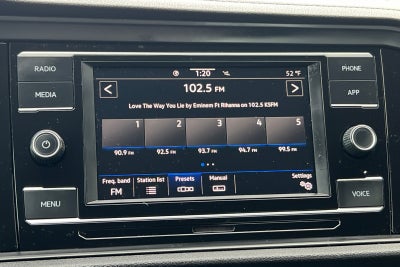 RADIO
MEDIA
MENU
1:20
52 °F
102.5 FM
Love The Way You Lie by Eminem Ft Rihanna on 102.5 KSFM
1 2 3 4 5
90.9 FM 92.5 FM 93.7 FM 94.7 FM 99.5 FM
Freq. band Station list Presets Manual Settings
FM
PHONE
APP
VOICE